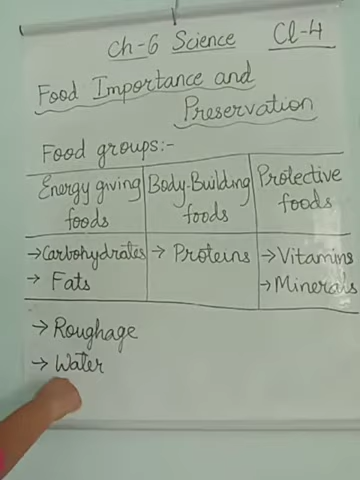 Ch-6 Science Cl-4
Food Importance and
Preservation
Food groups:-
Energy giving foods Body-Building foods Protective foods
→ Carbohydrates → Proteins → Vitamins
→ Fats → Minerals
→ Roughage
→ Water